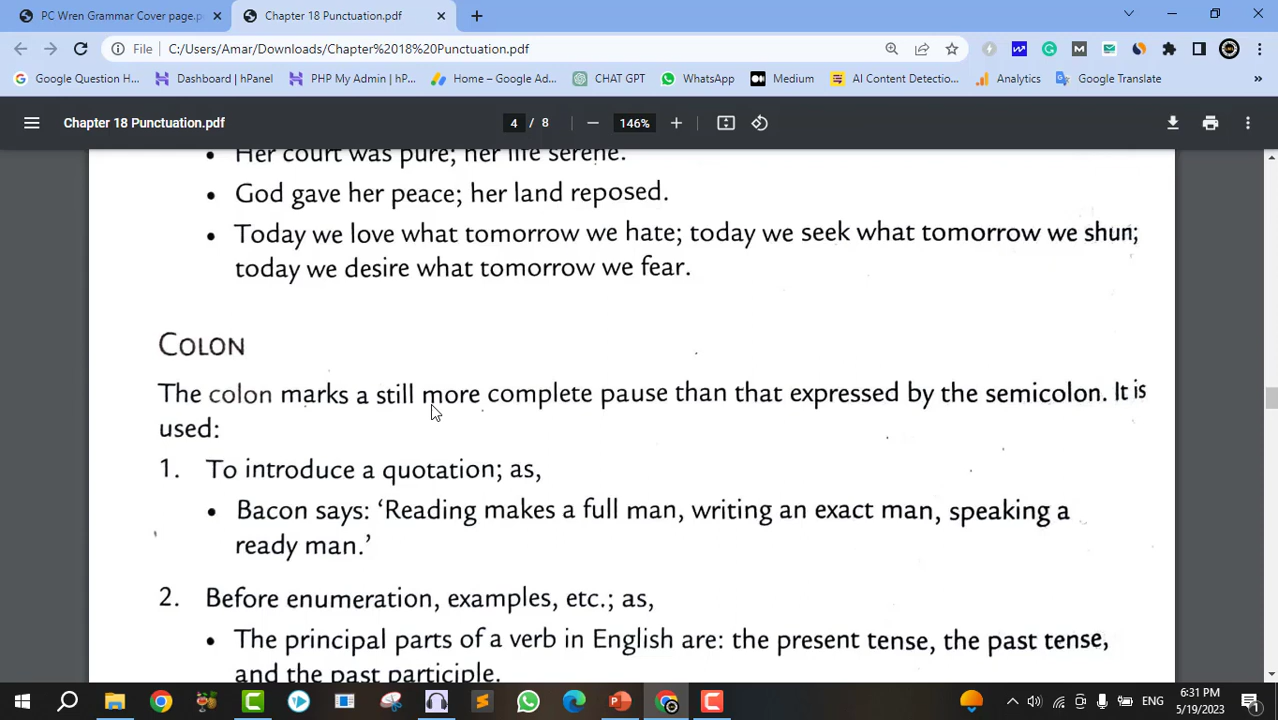 PC Wren Grammar Cover page.p
Chapter 18 Punctuation.pdf
File
C:/Users/Amar/Downloads/Chapter%2018%20Punctuation.pdf
Google Question H...
Dashboard | hPanel
PHP My Admin | hP...
Home – Google Ad...
CHAT GPT
WhatsApp
Medium
AI Content Detectio...
Analytics
Google Translate
»
Chapter 18 Punctuation.pdf
4 / 8
146%
• Her court was pure; her life serene.
• God gave her peace; her land reposed.
• Today we love what tomorrow we hate; today we seek what tomorrow we shun;
today we desire what tomorrow we fear.
COLON
The colon marks a still more complete pause than that expressed by the semicolon. It is
used:
1. To introduce a quotation; as,
• Bacon says: ‘Reading makes a full man, writing an exact man, speaking a
ready man.’
2. Before enumeration, examples, etc.; as,
• The principal parts of a verb in English are: the present tense, the past tense,
and the past participle.
ENG
6:31 PM
5/19/2023